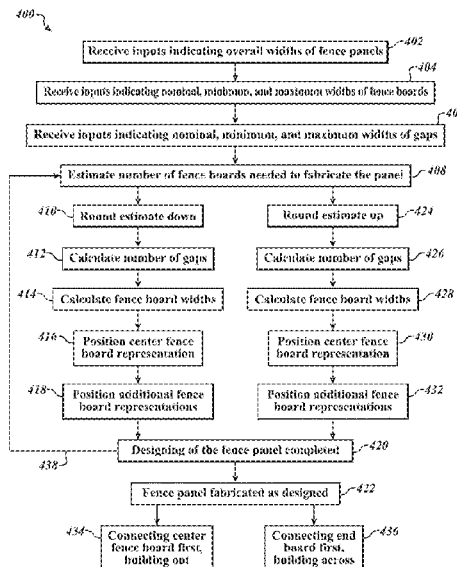 400
Receive inputs indicating overall widths of fence panels
402
404
Receive inputs indicating nominal, minimum, and maximum widths of fence boards
40
Receive inputs indicating nominal, minimum, and maximum widths of gaps
Estimate number of fence boards needed to fabricate the panel
408
410
Round estimate down
Round estimate up
424
412
Calculate number of gaps
Calculate number of gaps
426
414
Calculate fence board widths
Calculate fence board widths
428
416
Position center fence
board representation
Position center fence
board representation
430
418
Position additional fence
board representations
Position additional fence
board representations
432
438
Designing of the fence panel completed
420
Fence panel fabricated as designed
422
434
Connecting center
fence board first,
building out
Connecting end
board first,
building across
436